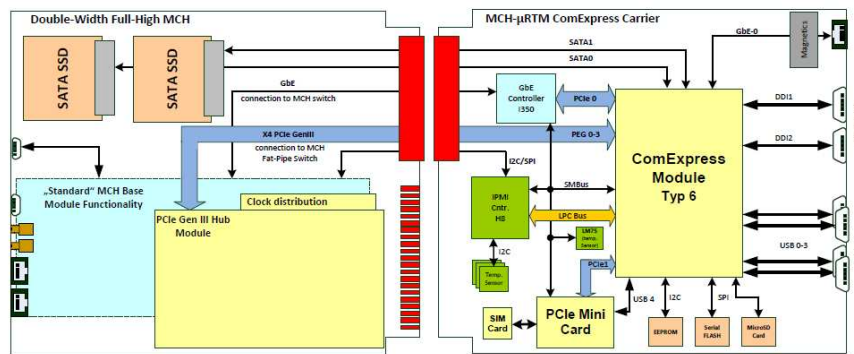 Double-Width Full-High MCH
SATA SSD
SATA SSD
GbE
connection to MCH switch
X4 PCIe GenIII
connection to MCH
Fat-Pipe Switch
„Standard“ MCH Base
Module Functionality
Clock distribution
PCIe Gen III Hub
Module
MCH-µRTM ComExpress Carrier
SATA1
SATA0
GbE-0
Magnetics
GbE
Controller
I350
PCIe 0
PEG 0-3
DDI1
DDI2
ComExpress
Module
Typ 6
I2C/SPI
SMBus
IPMI
Cntr.
H8
LPC Bus
LM75
(temp.
Sensor)
I2C
Temp.
Sensor
PCIe1
USB 0-3
SIM
Card
PCIe Mini
Card
USB 4
I2C
SPI
EEPROM
Serial
FLASH
MicroSD
Card